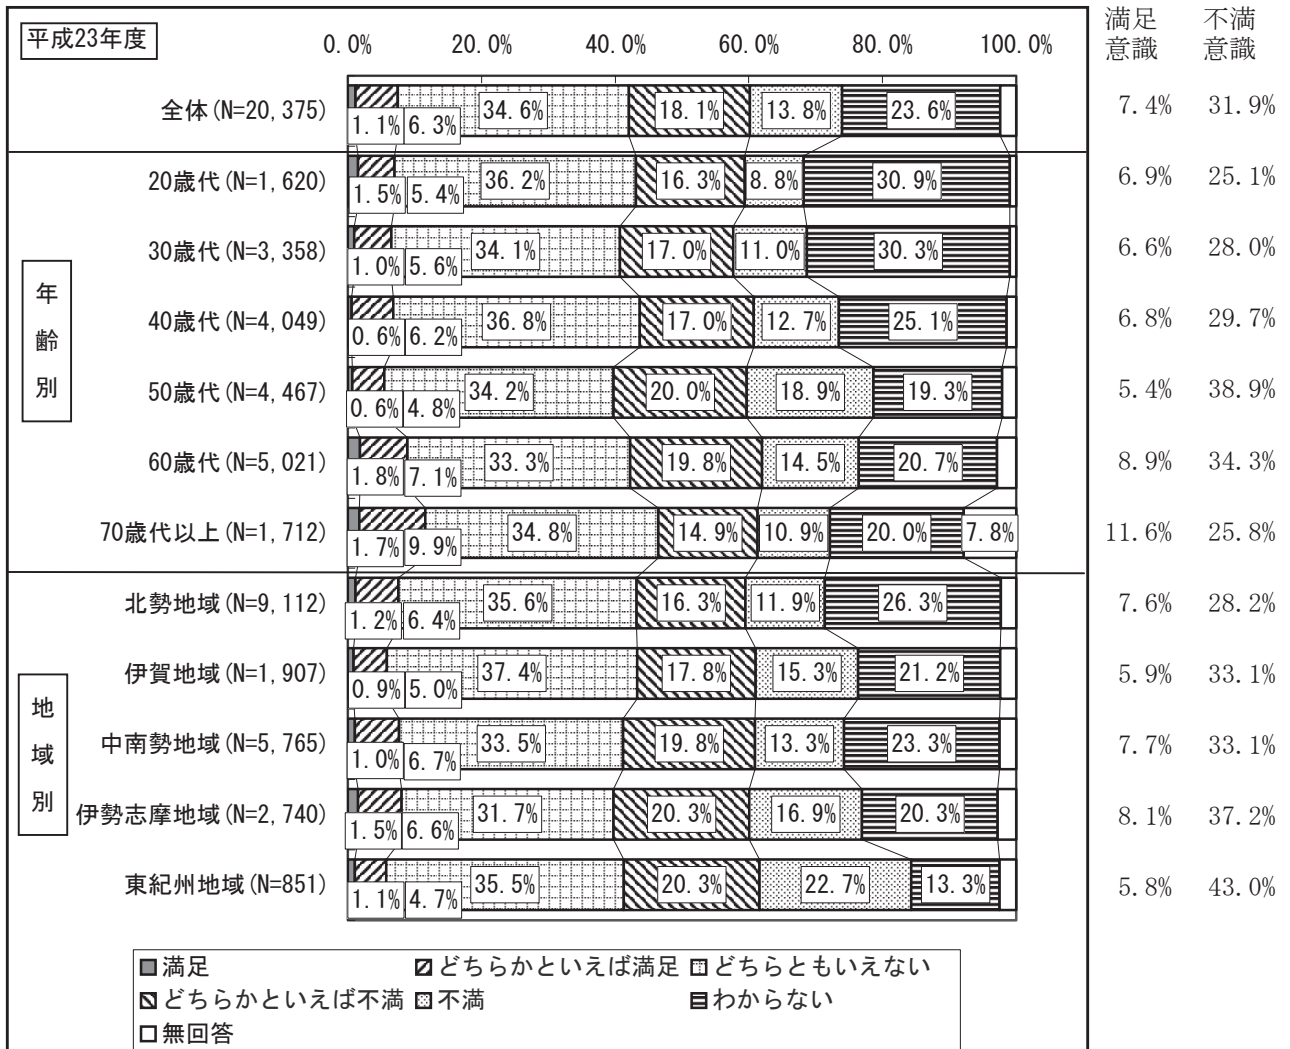 平成23年度
0.0% 20.0% 40.0% 60.0% 80.0% 100.0%
満足意識 不満意識
全体(N=20,375) 1.1% 6.3% 34.6% 18.1% 13.8% 23.6% 7.4% 31.9%
年齢別
20歳代(N=1,620) 1.5% 5.4% 36.2% 16.3% 8.8% 30.9% 6.9% 25.1%
30歳代(N=3,358) 1.0% 5.6% 34.1% 17.0% 11.0% 30.3% 6.6% 28.0%
40歳代(N=4,049) 0.6% 6.2% 36.8% 17.0% 12.7% 25.1% 6.8% 29.7%
50歳代(N=4,467) 0.6% 4.8% 34.2% 20.0% 18.9% 19.3% 5.4% 38.9%
60歳代(N=5,021) 1.8% 7.1% 33.3% 19.8% 14.5% 20.7% 8.9% 34.3%
70歳代以上(N=1,712) 1.7% 9.9% 34.8% 14.9% 10.9% 20.0% 7.8% 11.6% 25.8%
地域別
北勢地域(N=9,112) 1.2% 6.4% 35.6% 16.3% 11.9% 26.3% 7.6% 28.2%
伊賀地域(N=1,907) 0.9% 5.0% 37.4% 17.8% 15.3% 21.2% 5.9% 33.1%
中南勢地域(N=5,765) 1.0% 6.7% 33.5% 19.8% 13.3% 23.3% 7.7% 33.1%
伊勢志摩地域(N=2,740) 1.5% 6.6% 31.7% 20.3% 16.9% 20.3% 8.1% 37.2%
東紀州地域(N=851) 1.1% 4.7% 35.5% 20.3% 22.7% 13.3% 5.8% 43.0%
満足 どちらかといえば満足 どちらともいえない
どちらかといえば不満 不満 わからない
無回答